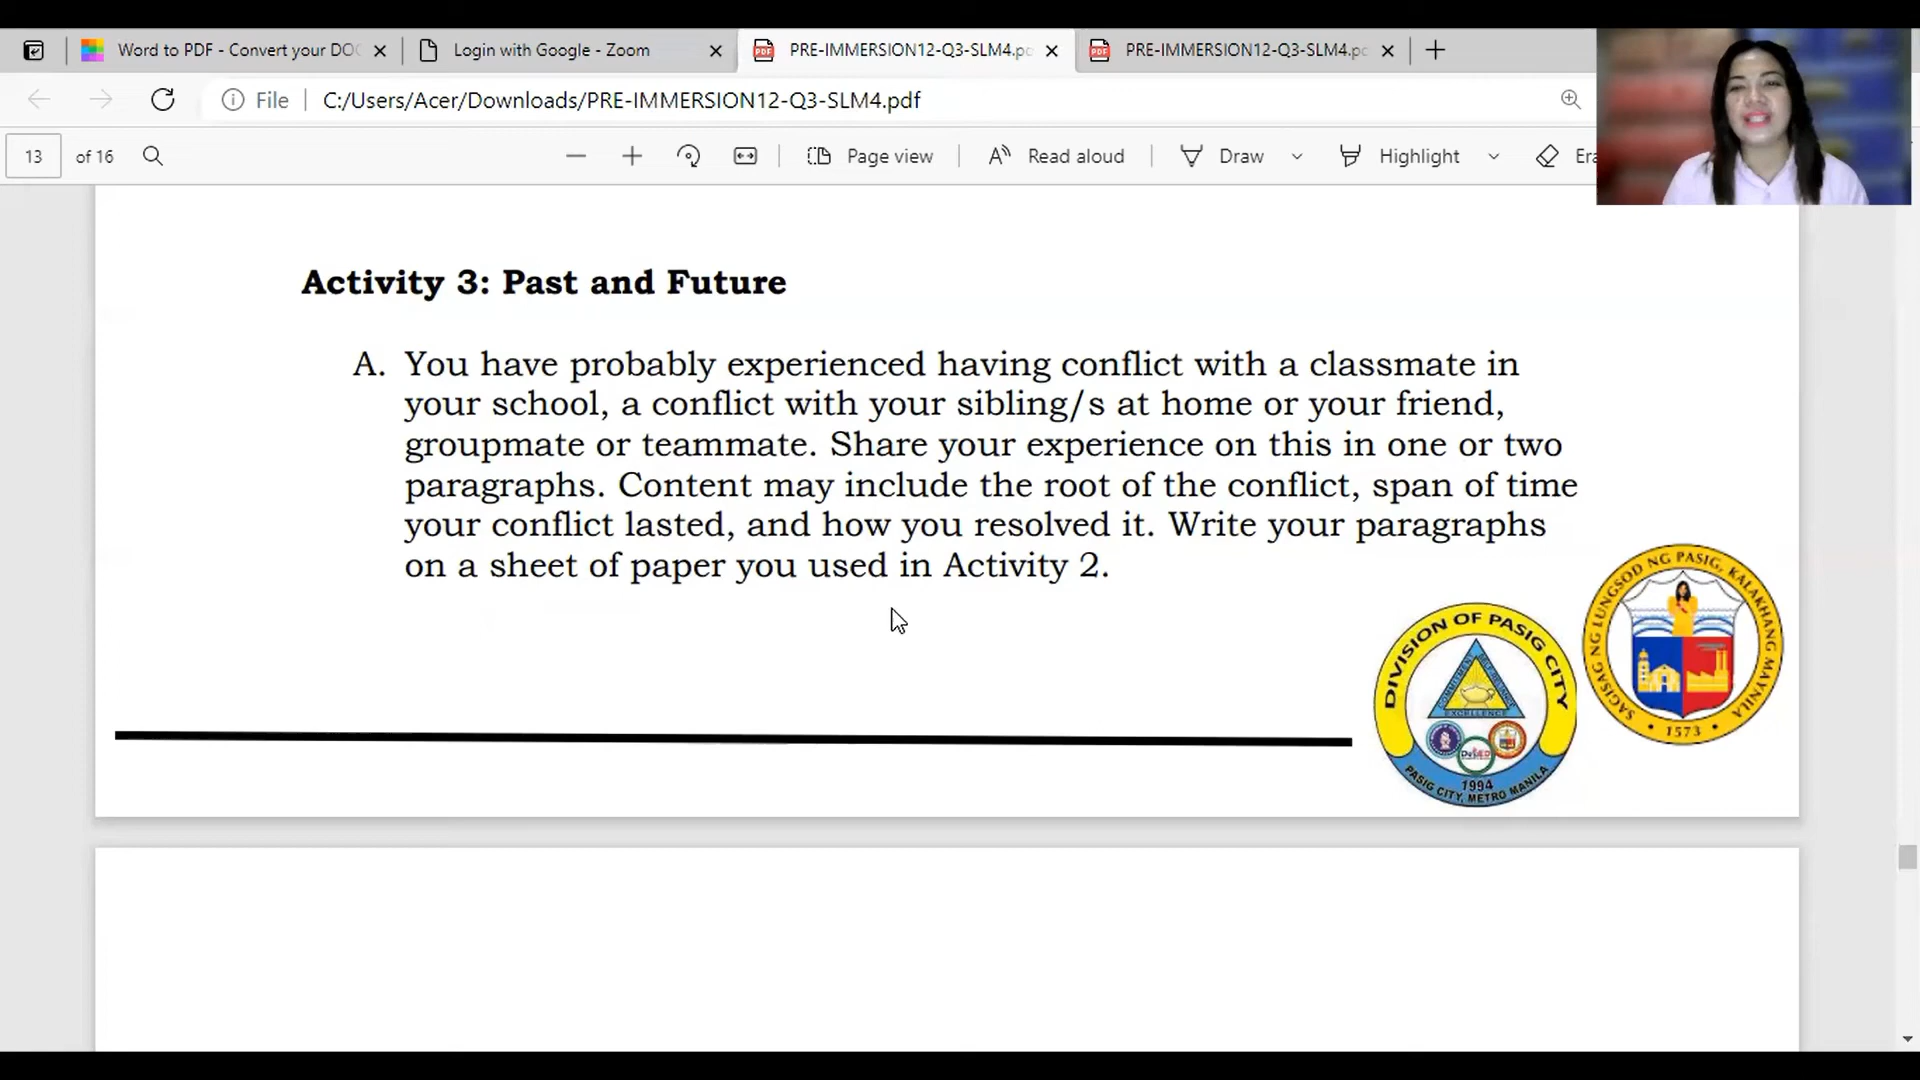 Word to PDF - Convert your DO
Login with Google - Zoom
PRE-IMMERSION12-Q3-SLM4.p
PRE-IMMERSION12-Q3-SLM4.p
File
C:/Users/Acer/Downloads/PRE-IMMERSION12-Q3-SLM4.pdf
13 of 16
Page view
Read aloud
Draw
Highlight
Era
Activity 3: Past and Future
A. You have probably experienced having conflict with a classmate in
your school, a conflict with your sibling/s at home or your friend,
groupmate or teammate. Share your experience on this in one or two
paragraphs. Content may include the root of the conflict, span of time
your conflict lasted, and how you resolved it. Write your paragraphs
on a sheet of paper you used in Activity 2.
DIVISION OF PASIG CITY
COMMITMENT
SELF-RELIANCE
EXCELLENCE
DepED
1994
PASIG CITY, METRO MANILA
SAGISAG NG LUNGSOD NG PASIG, KALAKHANG MAYNILA
1573